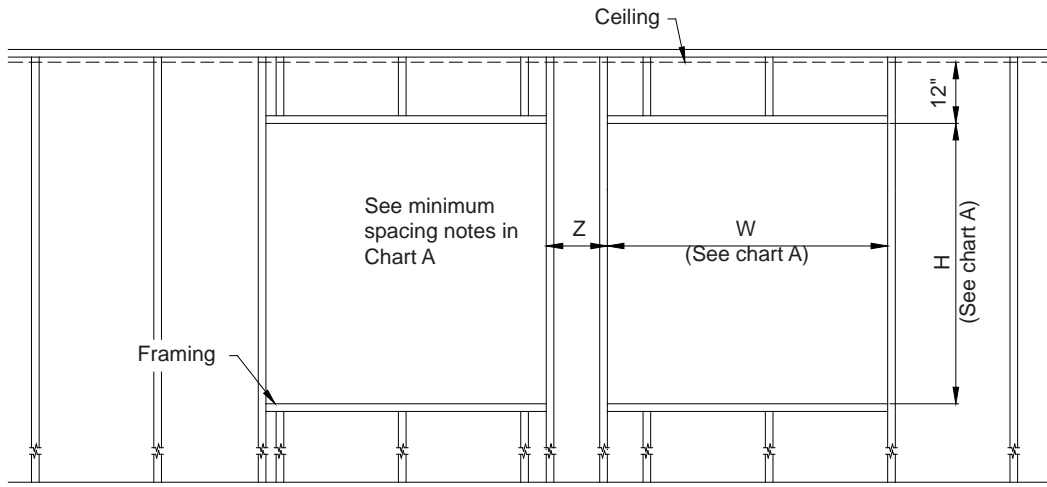 Ceiling
12"
See minimum
spacing notes in
Chart A
Z
W
(See chart A)
H
(See chart A)
Framing